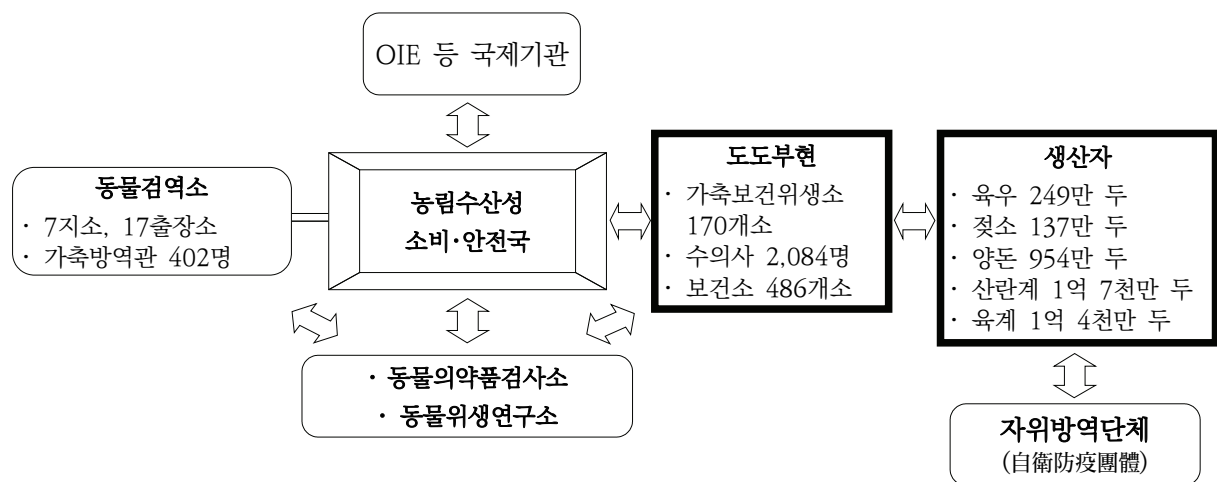 OIE 등 국제기관
동물검역소
· 7지소, 17출장소
· 가축방역관 402명
농림수산성
소비·안전국
도도부현
· 가축보건위생소
170개소
· 수의사 2,084명
· 보건소 486개소
생산자
· 육우 249만 두
· 젖소 137만 두
· 양돈 954만 두
· 산란계 1억 7천만 두
· 육계 1억 4천만 두
· 동물의약품검사소
· 동물위생연구소
자위방역단체
(自衛防疫團體)